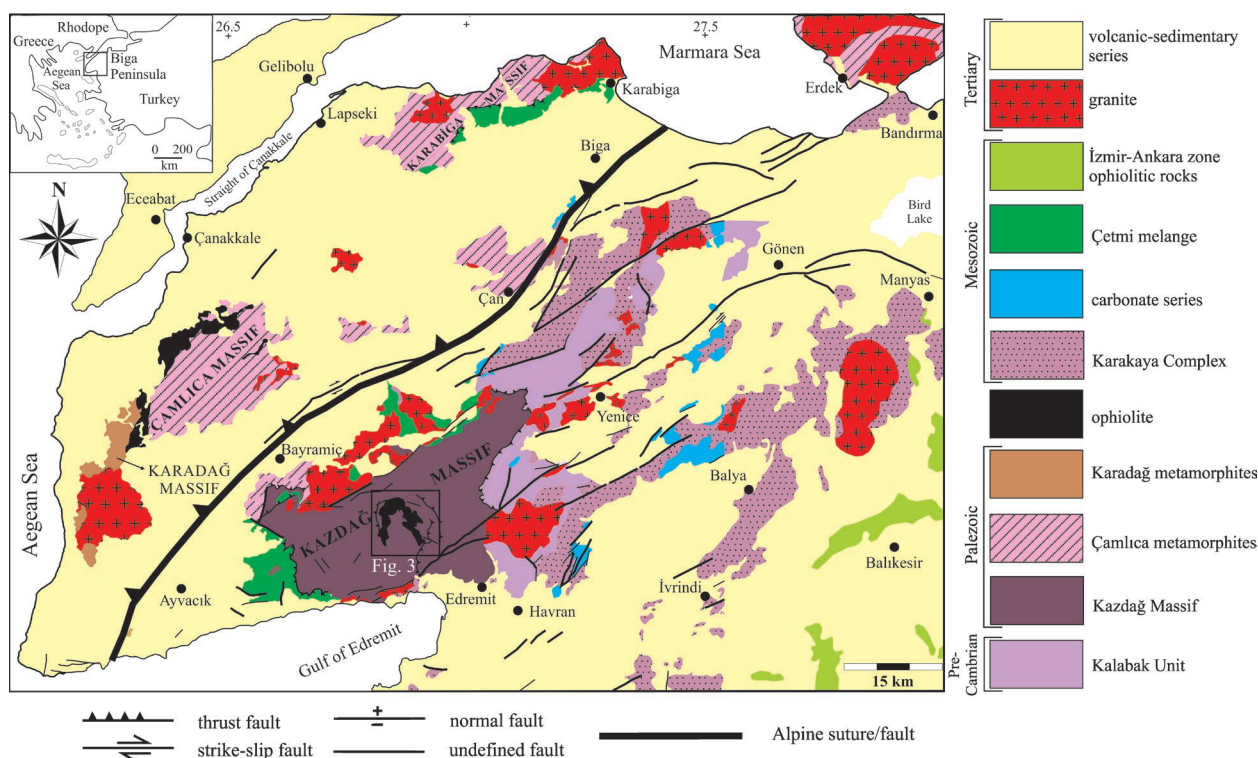 Rhodope
Greece
Biga
Peninsula
Aegean
Sea
Turkey
0 200
km
26.5
27.5
Marmara Sea
Gelibolu
Lapseki
Straight of Çanakkale
Eceabat
Çanakkale
N
KARABİGA MASSIF
Karabiga
Erdek
Bandırma
Biga
Bird
Lake
Gönen
Manyas
Çan
ÇAMLICA MASSIF
KARADAĞ
MASSIF
Bayramiç
Yenice
KAZDAĞ MASSIF
Fig. 3
Balya
Balıkesir
Aegean Sea
Ayvacık
Edremit
Havran
İvrindi
Gulf of Edremit
15 km
Tertiary
volcanic-sedimentary
series
granite
Mesozoic
İzmir-Ankara zone
ophiolitic rocks
Çetmi melange
carbonate series
Karakaya Complex
ophiolite
Palezoic
Karadağ metamorphites
Çamlıca metamorphites
Kazdağ Massif
Pre-
Cambrian
Kalabak Unit
thrust fault
strike-slip fault
normal fault
undefined fault
Alpine suture/fault